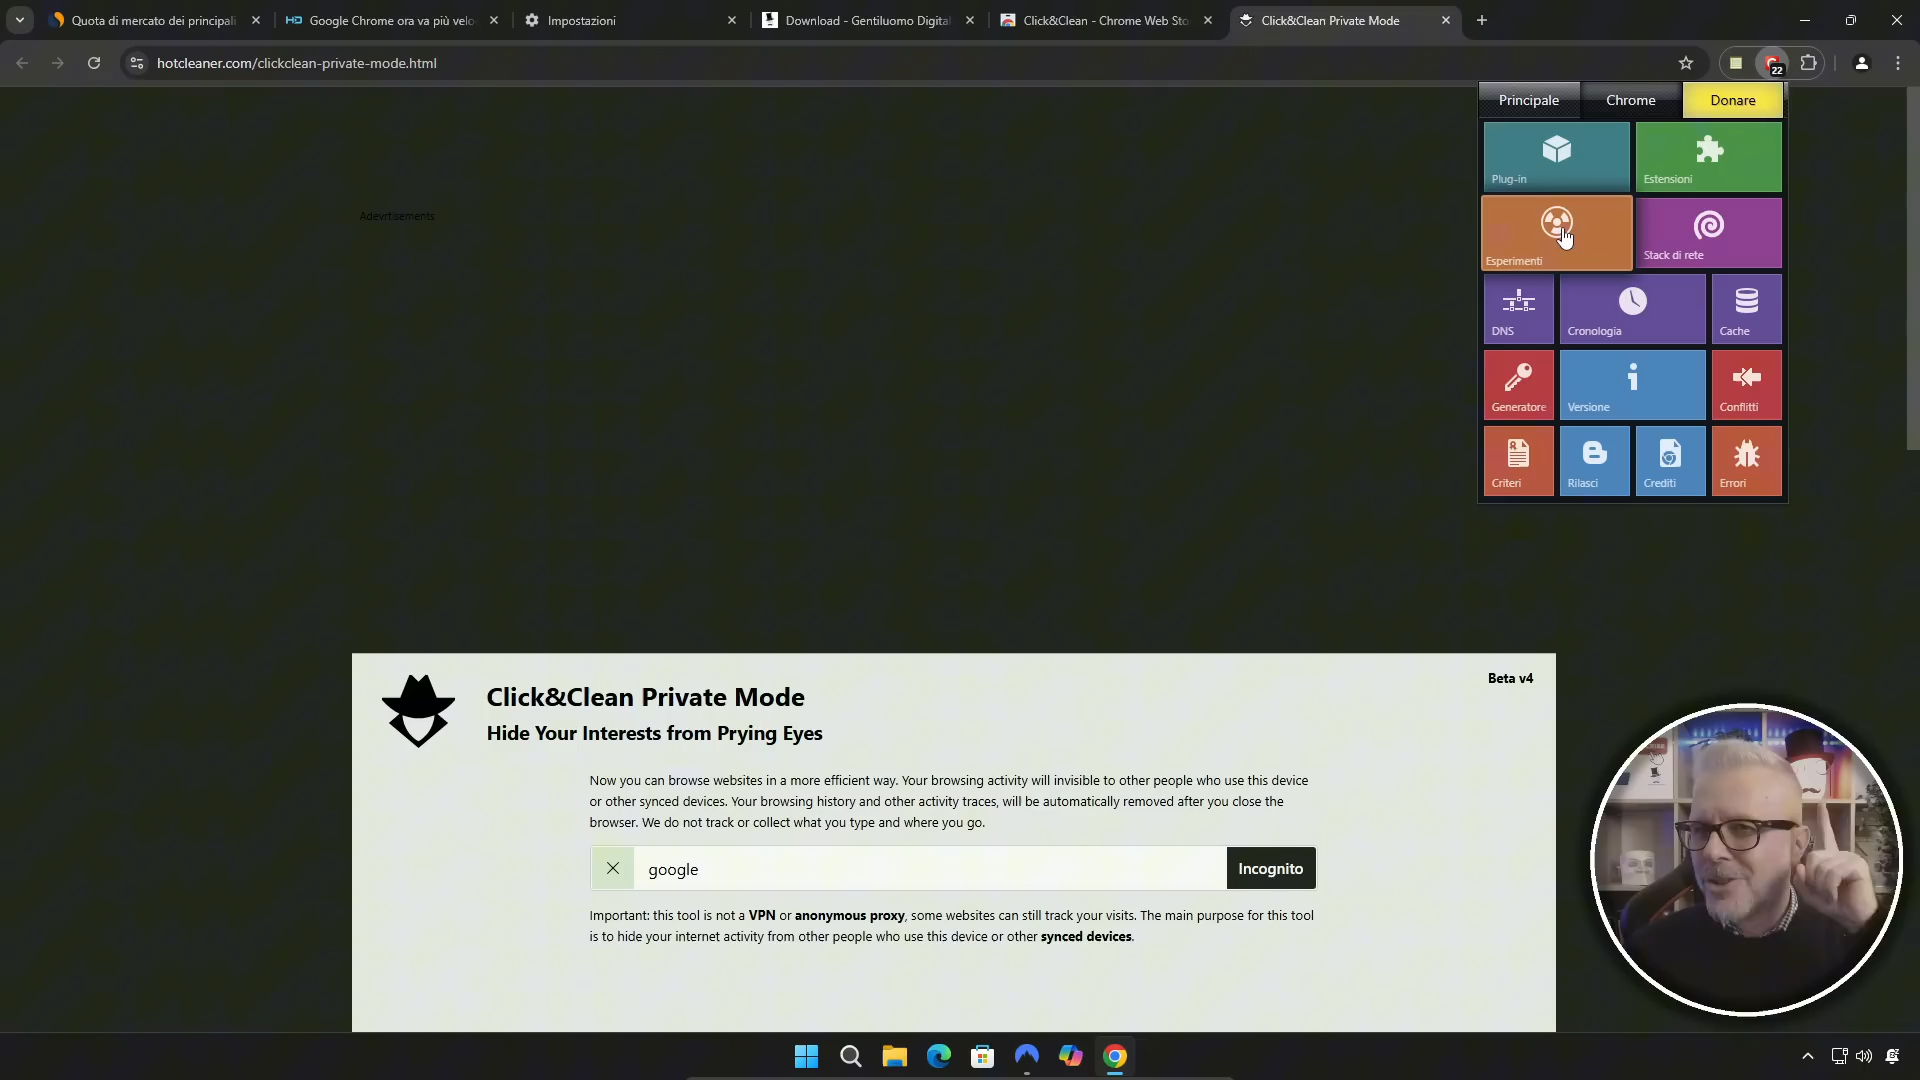 Quota di mercato dei principali
Google Chrome ora va più velo
Impostazioni
Download - Gentiluomo Digital
Click&Clean - Chrome Web Sto
Click&Clean Private Mode
hotcleaner.com/clickclean-private-mode.html
22
Principale
Chrome
Donare
Plug-in
Estensioni
Esperimenti
Stack di rete
DNS
Cronologia
Cache
Generatore
Versione
Conflitti
Criteri
Rilasci
Crediti
Errori
Adevrtisements
Click&Clean Private Mode
Beta v4
Hide Your Interests from Prying Eyes
Now you can browse websites in a more efficient way. Your browsing activity will invisible to other people who use this device
or other synced devices. Your browsing history and other activity traces, will be automatically removed after you close the
browser. We do not track or collect what you type and where you go.
google
Incognito
Important: this tool is not a VPN or anonymous proxy, some websites can still track your visits. The main purpose for this tool
is to hide your internet activity from other people who use this device or other synced devices.